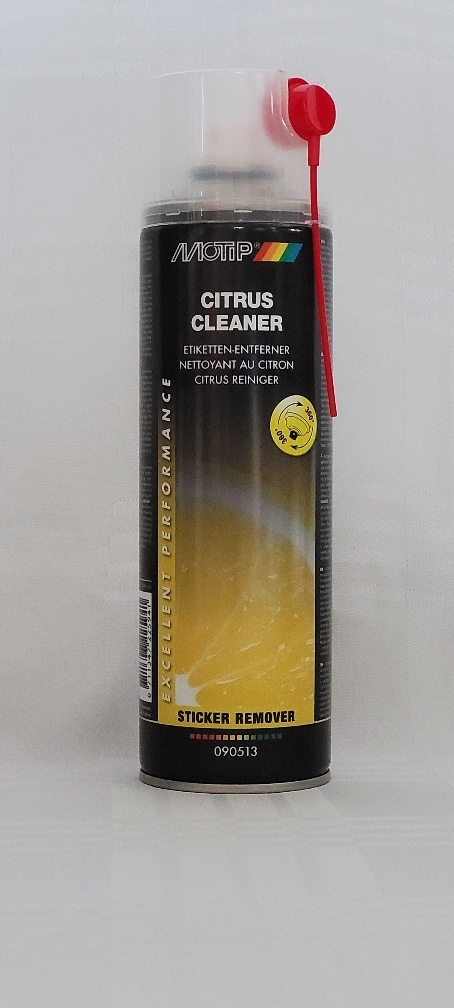 MOTIP®
CITRUS
CLEANER
ETIKETTEN-ENTFERNER
NETTOYANT AU CITRON
CITRUS REINIGER
360°
360°
EXCELLENT PERFORMANCE
STICKER REMOVER
090513